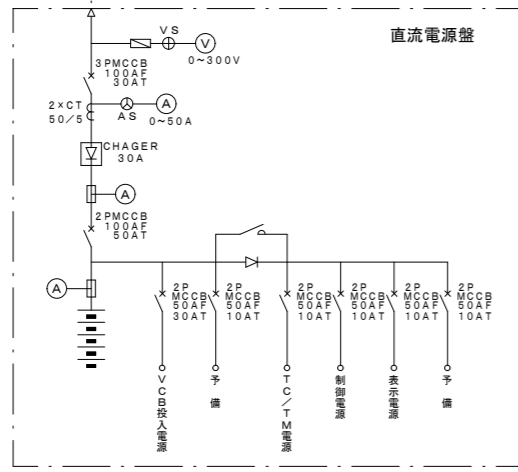 直流電源盤
VS
V
0~300V
3PMCCB
100AF
30AT
2×CT
50/5
AS
A
0~50A
CHAGER
30A
A
2PMCCB
100AF
50AT
A
2P
MCCB
50AF
30AT
2P
MCCB
50AF
10AT
2P
MCCB
50AF
10AT
2P
MCCB
50AF
10AT
2P
MCCB
50AF
10AT
2P
MCCB
50AF
10AT
VCB投入電源
予備
TC/TM電源
制御電源
表示電源
予備